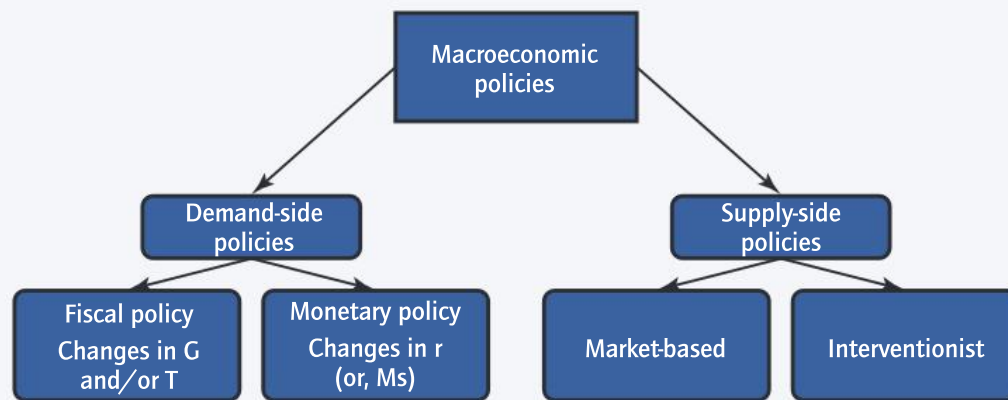 Macroeconomic
policies
Demand-side
policies
Supply-side
policies
Fiscal policy
Changes in G
and/or T
Monetary policy
Changes in r
(or, Ms)
Market-based
Interventionist